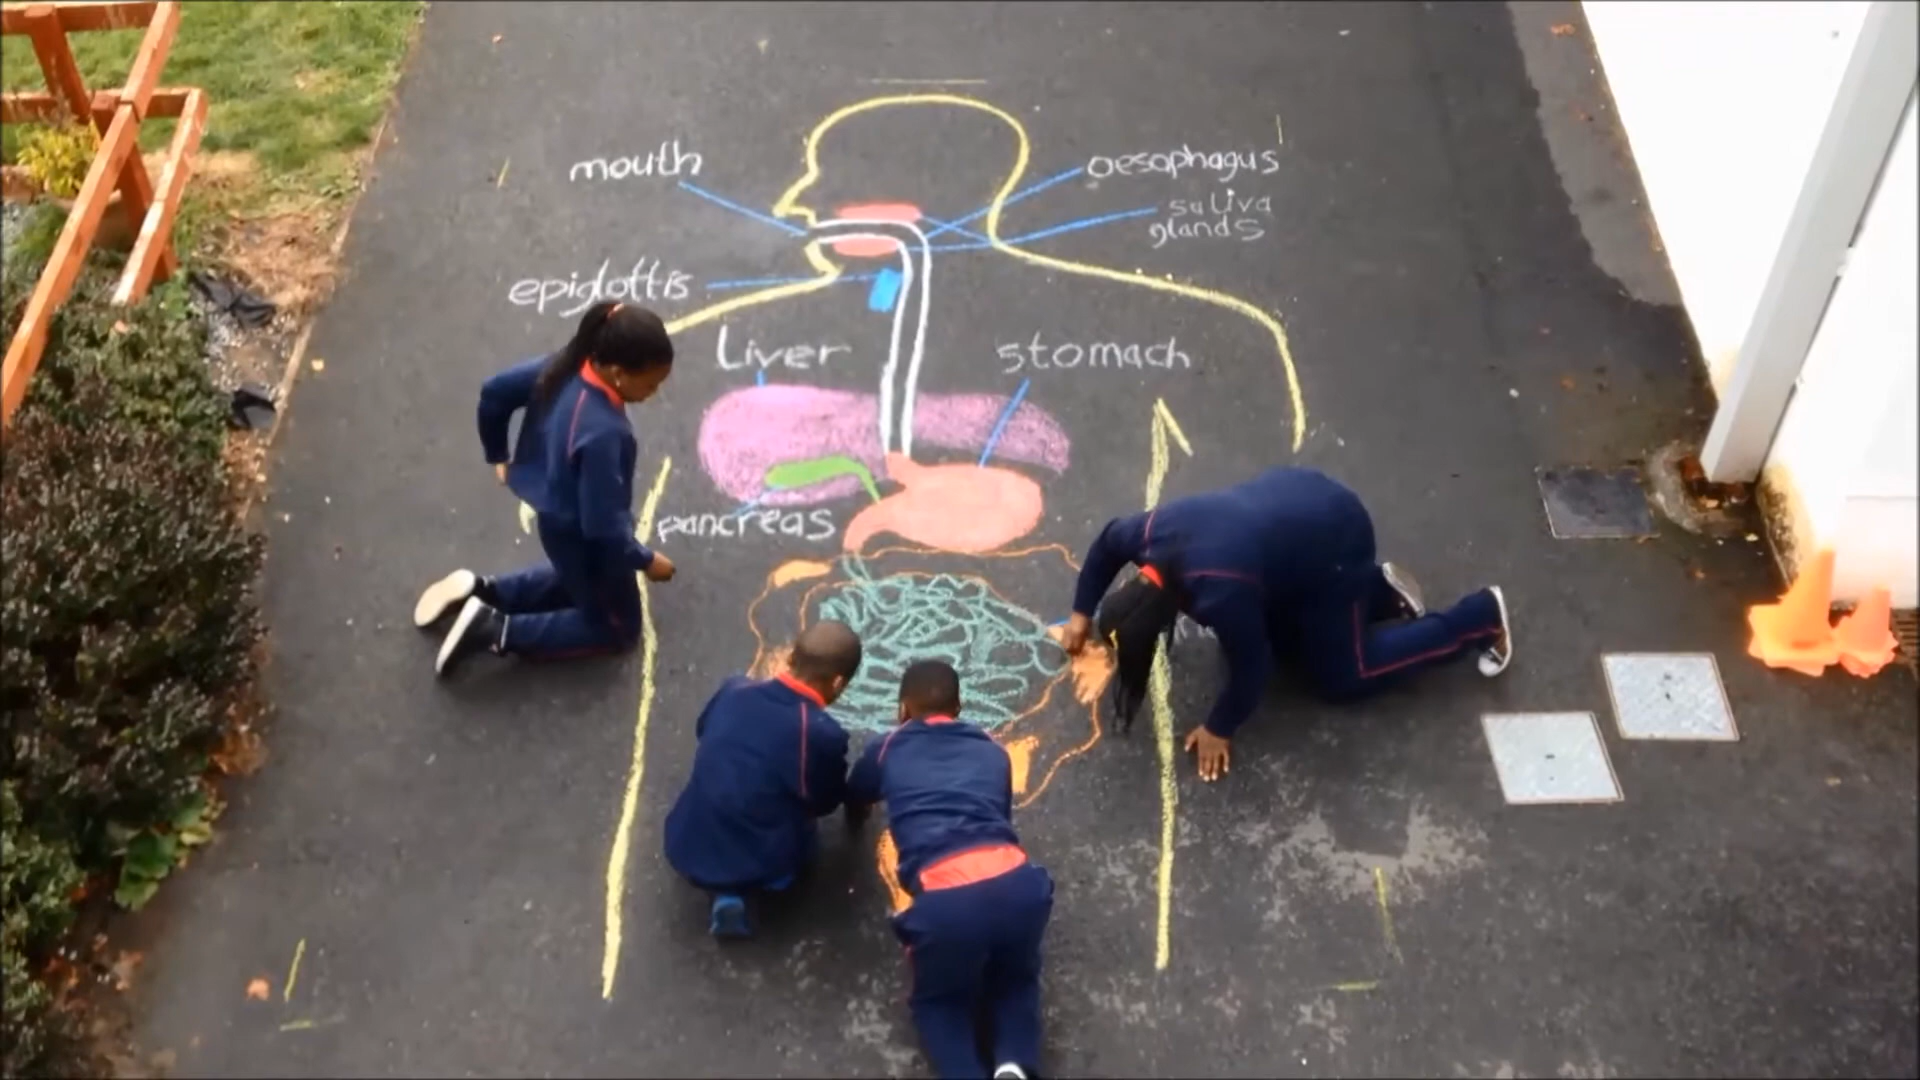 mouth
oesophagus
saliva
glands
epiglottis
Liver
stomach
pancreas